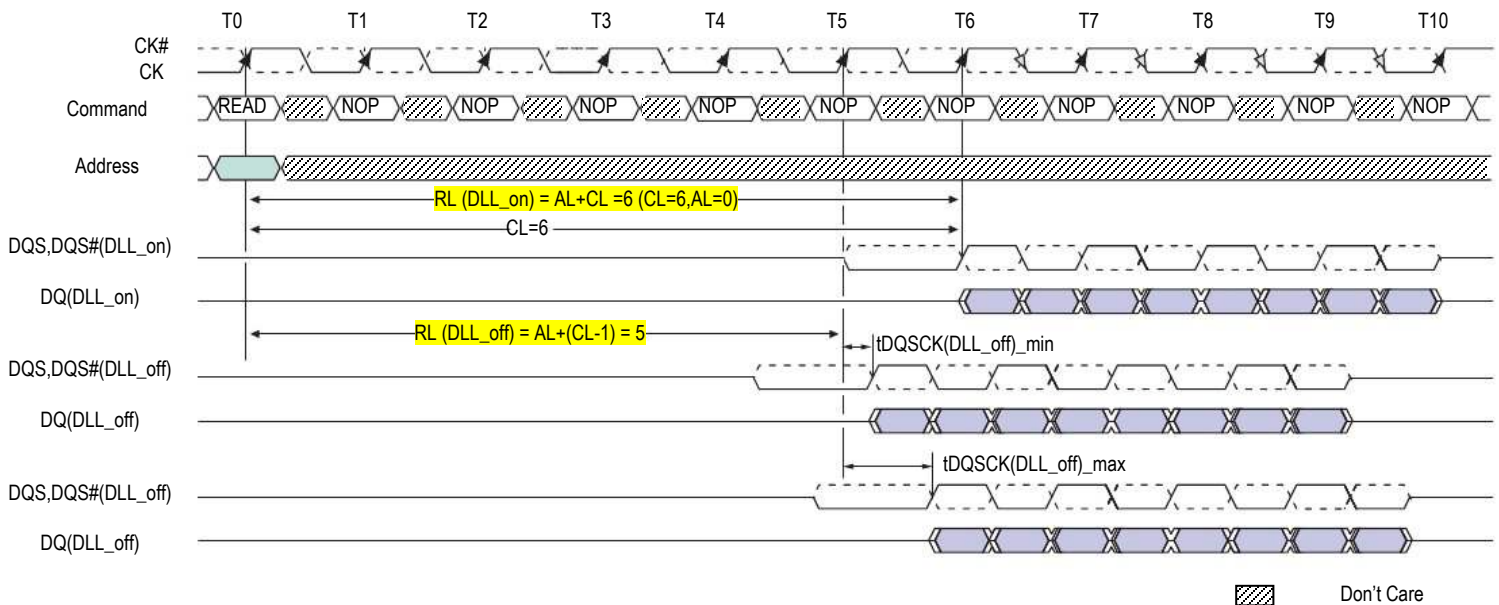 T0 T1 T2 T3 T4 T5 T6 T7 T8 T9 T10
CK#
CK
Command READ NOP NOP NOP NOP NOP NOP NOP NOP NOP NOP
Address
RL (DLL_on) = AL+CL =6 (CL=6,AL=0)
CL=6
DQS,DQS#(DLL_on)
DQ(DLL_on)
RL (DLL_off) = AL+(CL-1) = 5
tDQSCK(DLL_off)_min
DQS,DQS#(DLL_off)
DQ(DLL_off)
tDQSCK(DLL_off)_max
DQS,DQS#(DLL_off)
DQ(DLL_off)
Don't Care